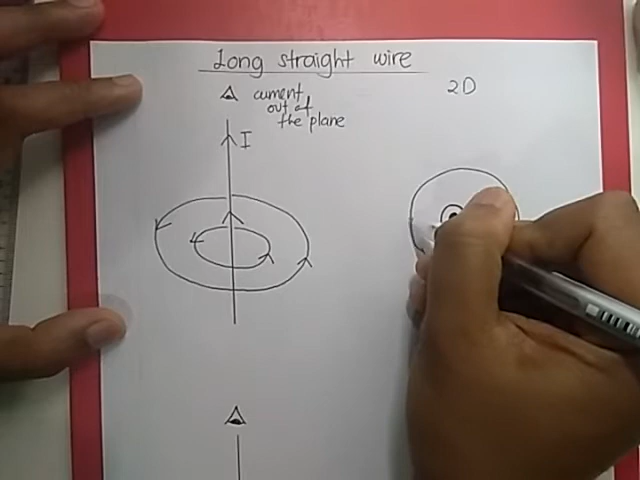 Long straight wire
current
out of
the plane
2D
I